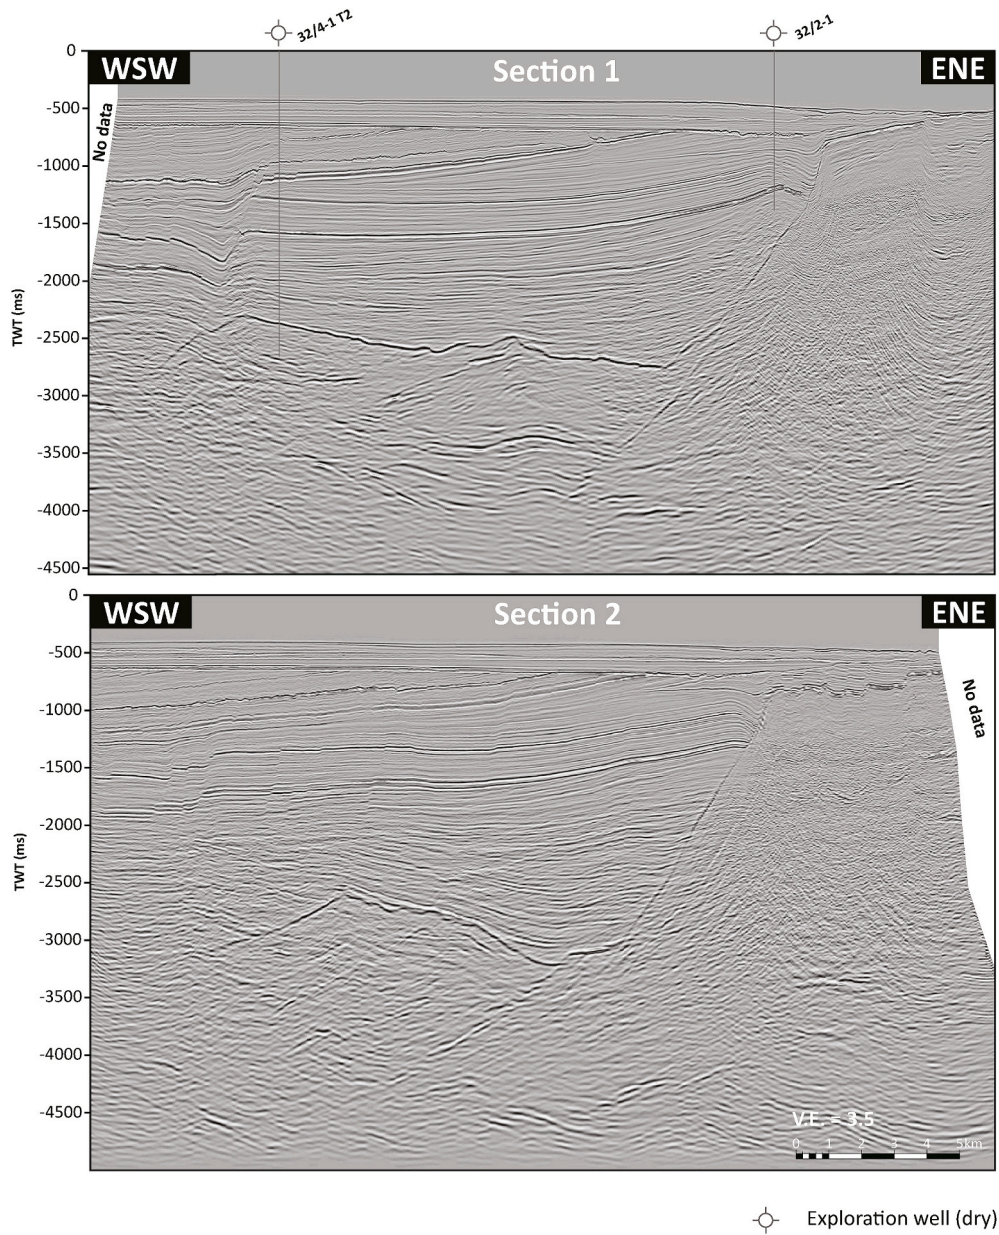 32/4-1 T2
32/2-1
0
WSW
Section 1
ENE
-500
No data
-1000
-1500
-2000
TWT (ms)
-2500
-3000
-3500
-4000
-4500
0
WSW
Section 2
ENE
-500
No data
-1000
-1500
-2000
TWT (ms)
-2500
-3000
-3500
-4000
-4500
V.E. = 3.5
0 1 2 3 4 5km
Exploration well (dry)